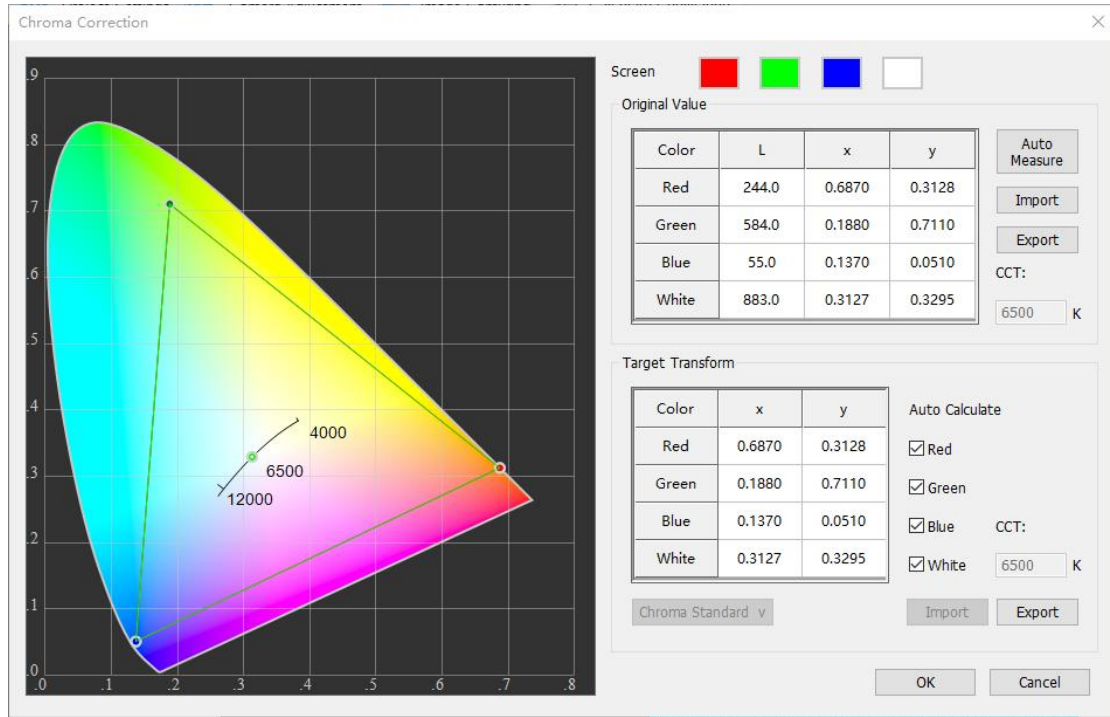 Chroma Correction
Screen
Original Value
Color L x y
Red 244.0 0.6870 0.3128
Green 584.0 0.1880 0.7110
Blue 55.0 0.1370 0.0510
White 883.0 0.3127 0.3295
Auto Measure
Import
Export
CCT:
6500 K
Target Transform
Color x y
Red 0.6870 0.3128
Green 0.1880 0.7110
Blue 0.1370 0.0510
White 0.3127 0.3295
Auto Calculate
Red
Green
Blue CCT:
White 6500 K
Chroma Standard v
Import Export
OK Cancel
.9
.8
.7
.6
.5
.4
.3
.2
.1
.0
.0 .1 .2 .3 .4 .5 .6 .7 .8
4000
6500
12000